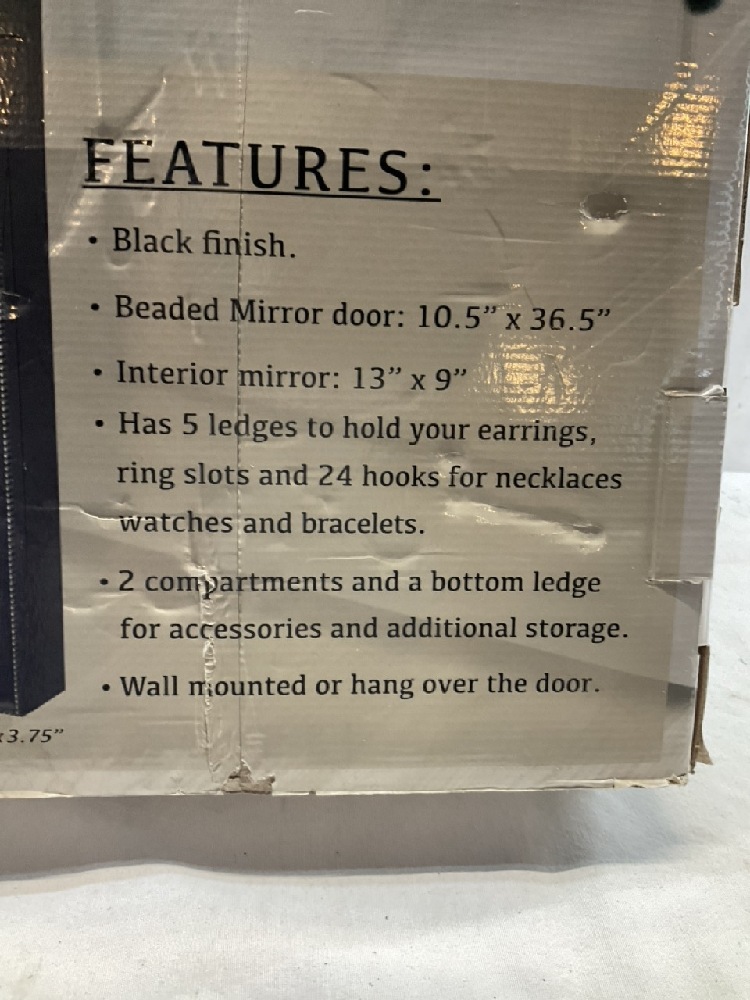 FEATURES:
• Black finish.
• Beaded Mirror door: 10.5” x 36.5”
• Interior mirror: 13” x 9”
• Has 5 ledges to hold your earrings,
ring slots and 24 hooks for necklaces
watches and bracelets.
• 2 compartments and a bottom ledge
for accessories and additional storage.
• Wall mounted or hang over the door.
x3.75”